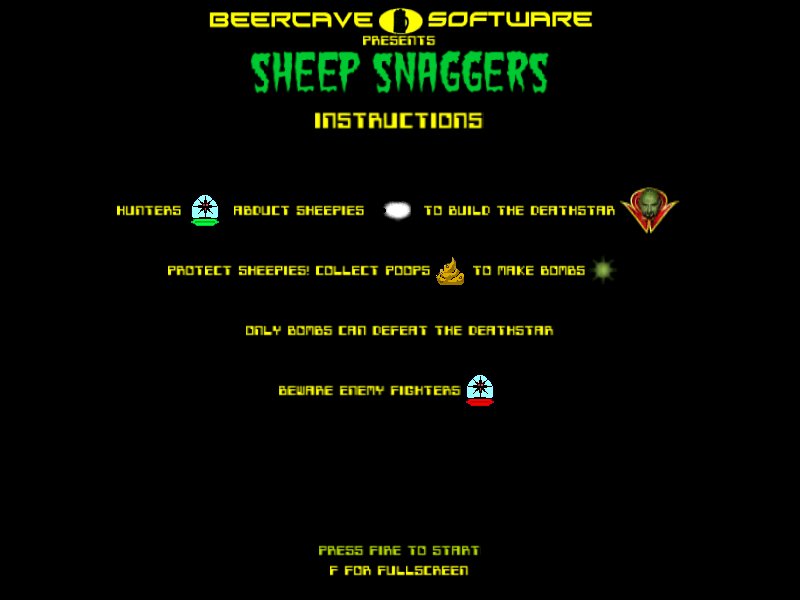 BEERCAVE SOFTWARE
PRESENTS
SHEEP SNAGGERS
INSTRUCTIONS
HUNTERS ABDUCT SHEEPIES TO BUILD THE DEATHSTAR
PROTECT SHEEPIES! COLLECT POOPS TO MAKE BOMBS
ONLY BOMBS CAN DEFEAT THE DEATHSTAR
BEWARE ENEMY FIGHTERS
PRESS FIRE TO START
F FOR FULLSCREEN